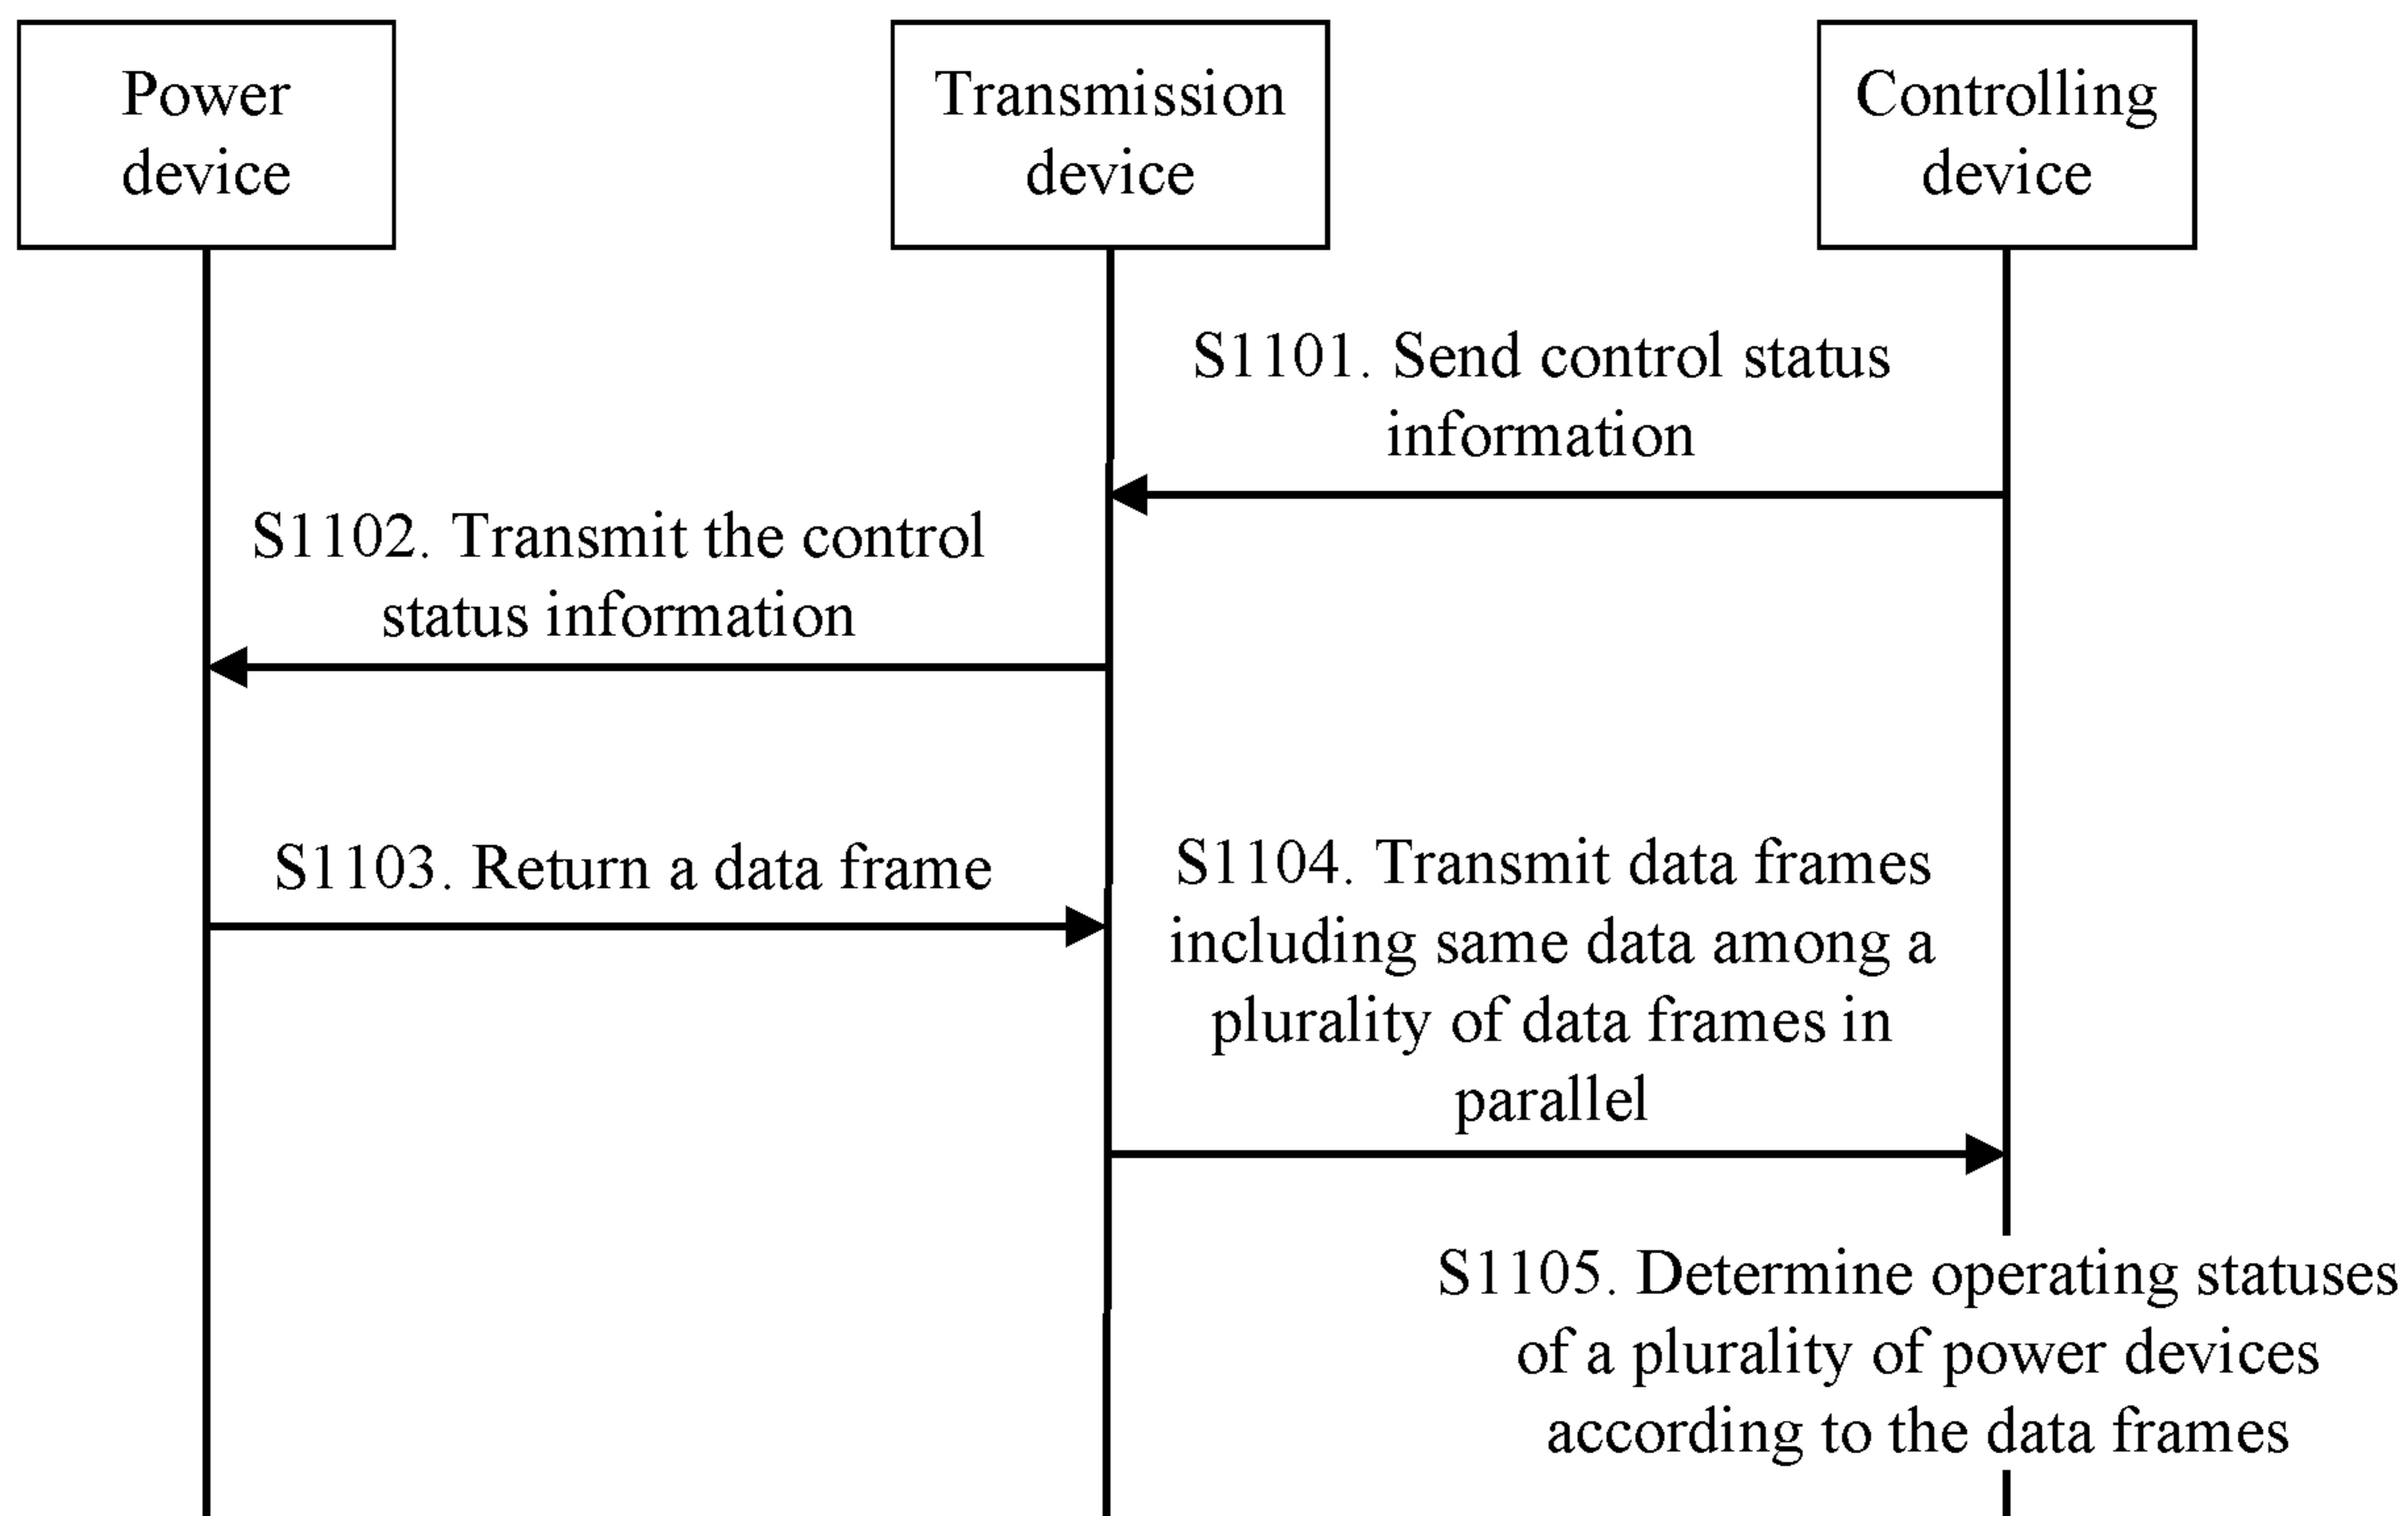 Power
device
Transmission
device
Controlling
device
S1101. Send control status
information
S1102. Transmit the control
status information
S1103. Return a data frame
S1104. Transmit data frames
including same data among a
plurality of data frames in
parallel
S1105. Determine operating statuses
of a plurality of power devices
according to the data frames